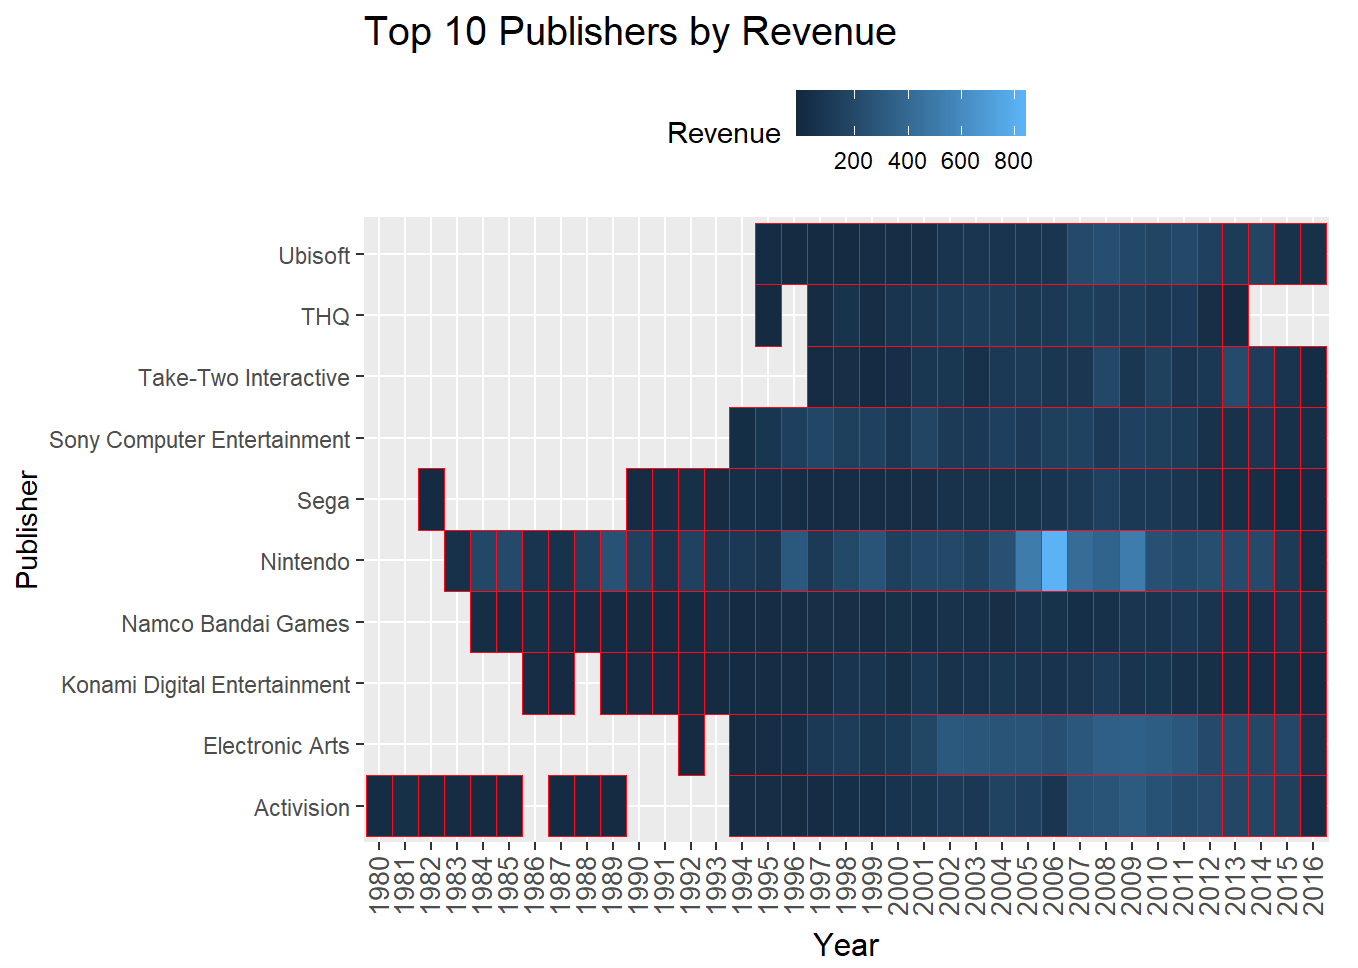 Top 10 Publishers by Revenue
Revenue
200 400 600 800
Publisher
Ubisoft
THQ
Take-Two Interactive
Sony Computer Entertainment
Sega
Nintendo
Namco Bandai Games
Konami Digital Entertainment
Electronic Arts
Activision
1980 1981 1982 1983 1984 1985 1986 1987 1988 1989 1990 1991 1992 1993 1994 1995 1996 1997 1998 1999 2000 2001 2002 2003 2004 2005 2006 2007 2008 2009 2010 2011 2012 2013 2014 2015 2016
Year